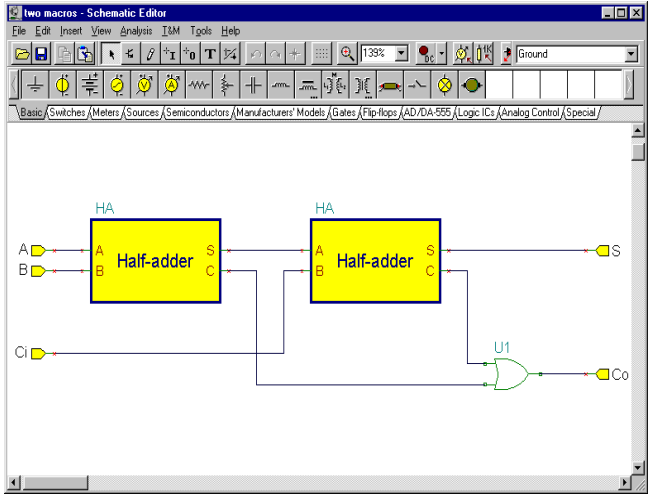 two macros - Schematic Editor
File Edit Insert View Analysis T&M Tools Help
I O T 139% DC 1K Ground
V A M
Basic Switches Meters Sources Semiconductors Manufacturers' Models Gates Flip-flops AD/DA-555 Logic ICs Analog Control Special
HA HA
A A Half-adder S A Half-adder S S
B B C B C
Ci U1
Co